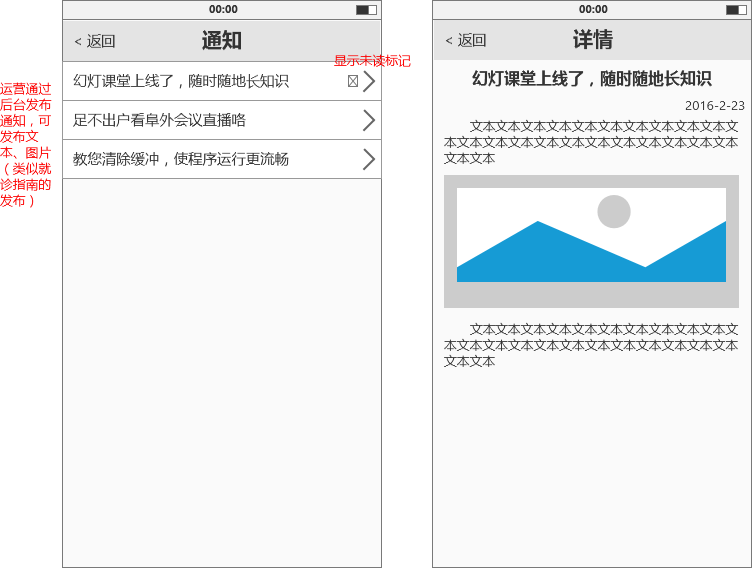 00:00
< 返回
通知
显示未读标记
幻灯课堂上线了，随时随地长知识
足不出户看阜外会议直播咯
教您清除缓冲，使程序运行更流畅
运营通过
后台发布
通知，可
发布文
本、图片
（类似就
诊指南的
发布）
00:00
< 返回
详情
幻灯课堂上线了，随时随地长知识
2016-2-23
文本文本文本文本文本文本文本文本文本文本文
本文本文本文本文本文本文本文本文本文本文本文
本文本文本
文本文本文本文本文本文本文本文本文本文本文
本文本文本文本文本文本文本文本文本文本文本文
本文本文本